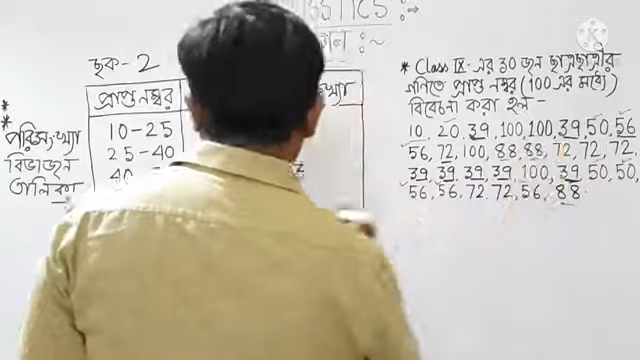 ছক-2
প্রাপ্ত নম্বর
10-25
25-40
40
*
*
পরিসংখ্যা
বিভাজন
তালিকা
* Class IX-এর 30 জন ছাত্রছাত্রীর
গণিতে প্রাপ্ত নম্বর (100 এর মধ্যে)
বিবেচনা করা হল -
10, 20, 39, 100, 100, 39, 50, 56
56, 72, 100, 88, 88, 72, 72, 72.
39, 39, 39, 39, 100, 39, 50, 50,
56, 56, 72, 72, 56, 88.